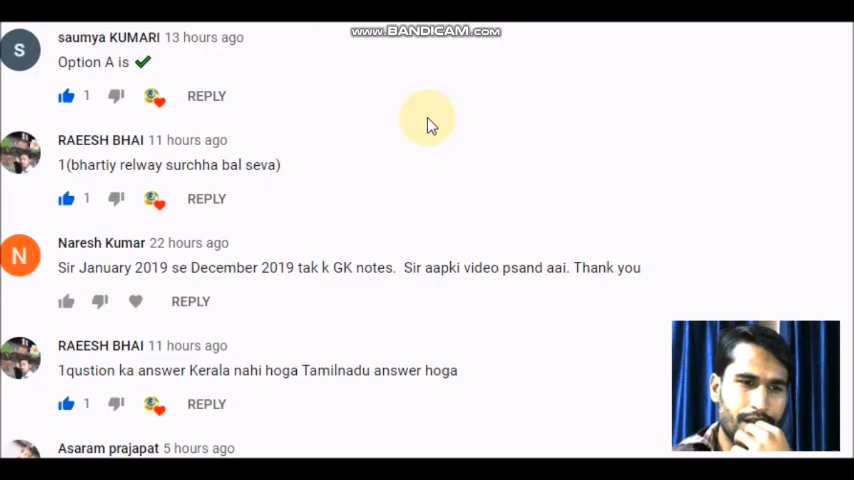 www.BANDICAM.com
S
saumya KUMARI 13 hours ago
Option A is ✔
1
REPLY
RAEESH BHAI 11 hours ago
1(bhartiy relway surchha bal seva)
1
REPLY
N
Naresh Kumar 22 hours ago
Sir January 2019 se December 2019 tak k GK notes. Sir aapki video psand aai. Thank you
REPLY
RAEESH BHAI 11 hours ago
1qustion ka answer Kerala nahi hoga Tamilnadu answer hoga
1
REPLY
Asaram prajapat 5 hours ago